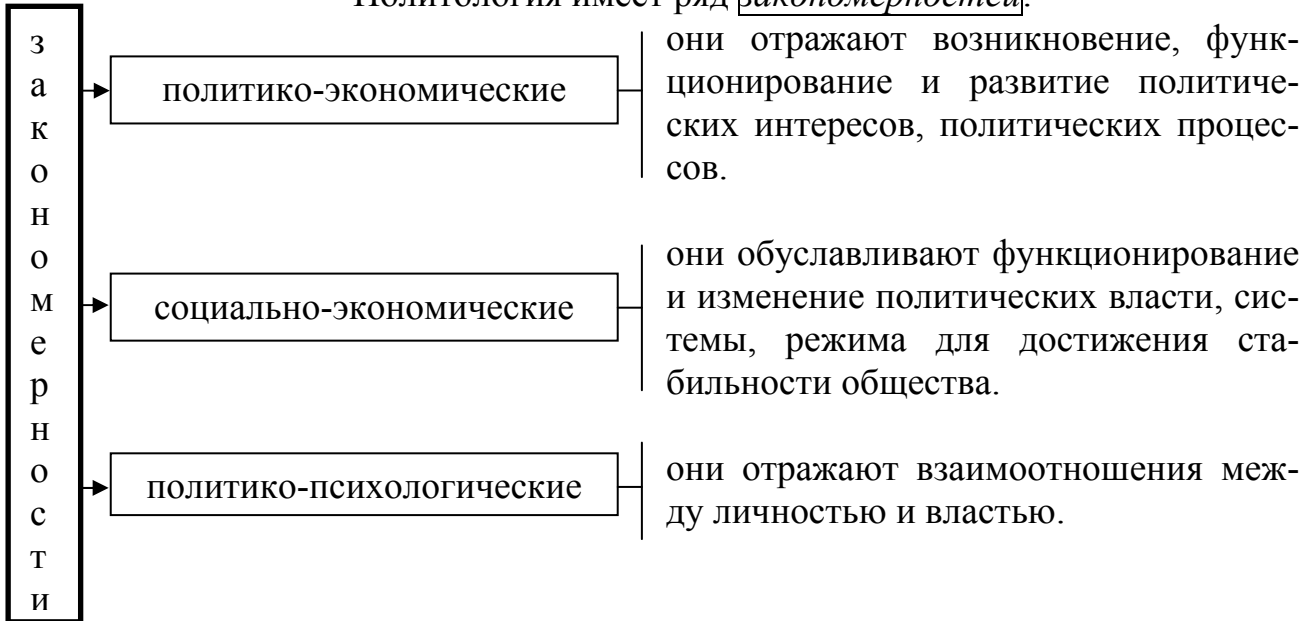 Политология имеет ряд закономерностей.
закономерности
политико-экономические
они отражают возникновение, функ-
ционирование и развитие политиче-
ских интересов, политических процес-
сов.
социально-экономические
они обуславливают функционирование
и изменение политических власти, сис-
темы, режима для достижения ста-
бильности общества.
политико-психологические
они отражают взаимоотношения меж-
ду личностью и властью.